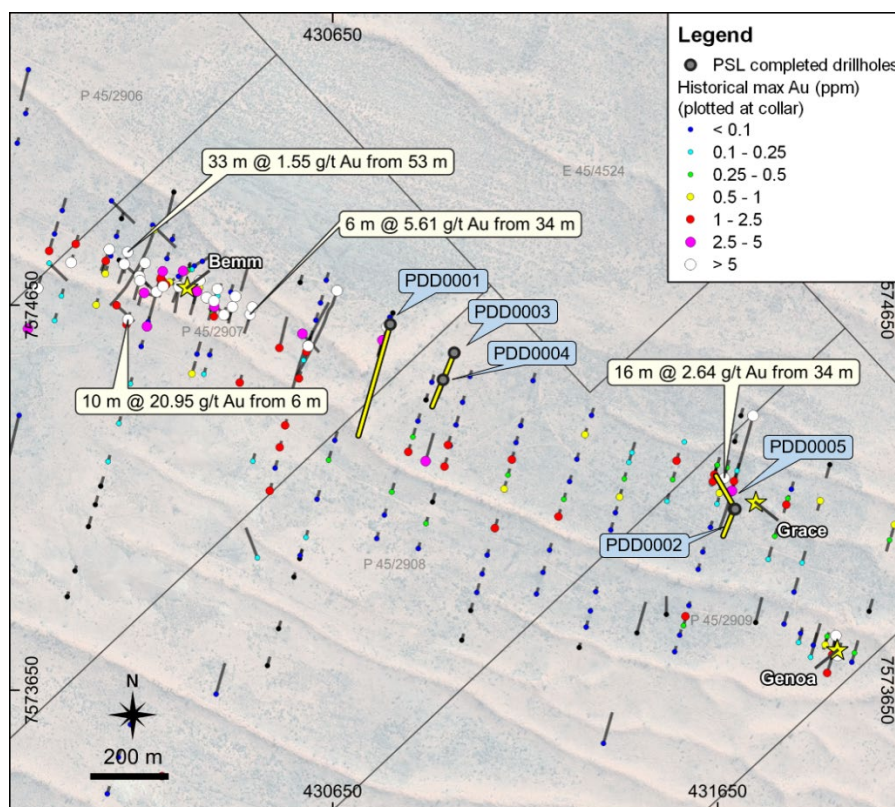 430650
Legend
PSL completed drillholes
Historical max Au (ppm)
(plotted at collar)
< 0.1
0.1 - 0.25
0.25 - 0.5
0.5 - 1
1 - 2.5
2.5 - 5
> 5
P 45/2906
33 m @ 1.55 g/t Au from 53 m
E 45/4524
6 m @ 5.61 g/t Au from 34 m
Bemm
7574650
7574650
PDD0001
PDD0003
P 45/2907
PDD0004
10 m @ 20.95 g/t Au from 6 m
16 m @ 2.64 g/t Au from 34 m
PDD0005
Grace
PDD0002
P 45/2908
P 45/2909
Genoa
7573650
7573650
N
200 m
430650
431650